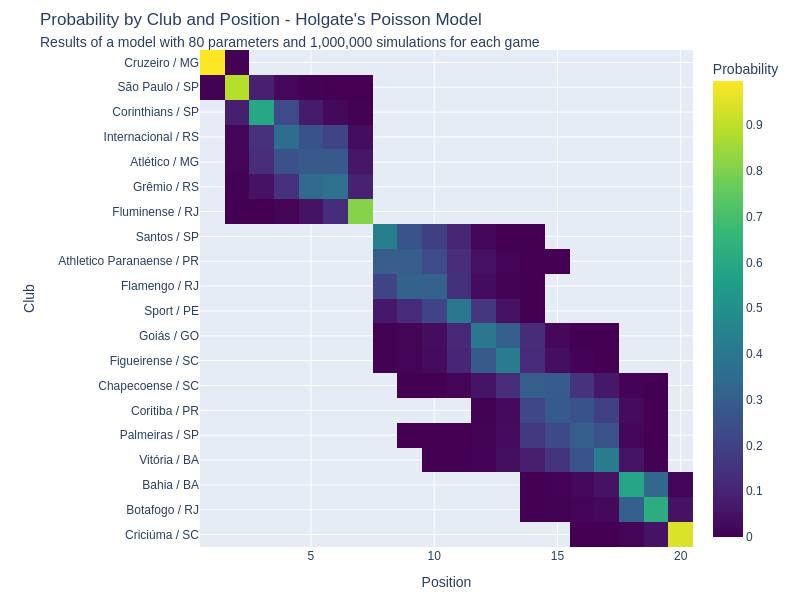 Probability by Club and Position - Holgate's Poisson Model
Results of a model with 80 parameters and 1,000,000 simulations for each game
Probability
Cruzeiro / MG
São Paulo / SP
Corinthians / SP
Internacional / RS
Atlético / MG
Grêmio / RS
Fluminense / RJ
Santos / SP
Athletico Paranaense / PR
Flamengo / RJ
Sport / PE
Goiás / GO
Figueirense / SC
Chapecoense / SC
Coritiba / PR
Palmeiras / SP
Vitória / BA
Bahia / BA
Botafogo / RJ
Criciúma / SC
Club
5
10
15
20
Position
0.9
0.8
0.7
0.6
0.5
0.4
0.3
0.2
0.1
0